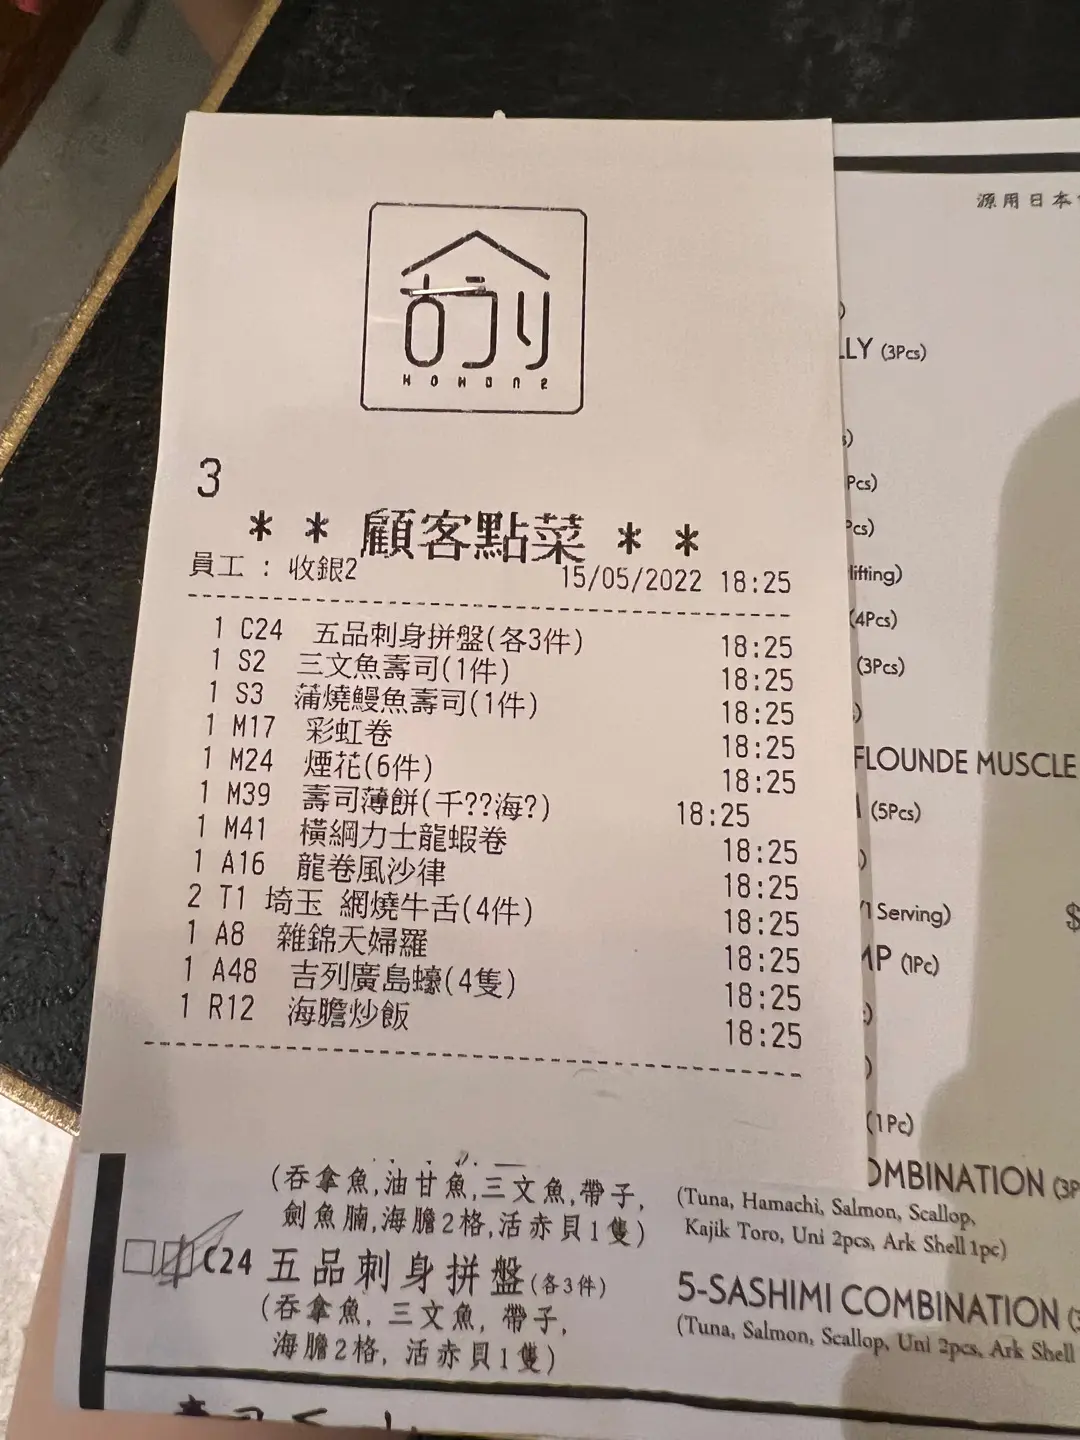 3
* * 顧客點菜 * *
員工 : 收銀2 15/05/2022 18:25
1 C24 五品刺身拼盤(各3件) 18:25
1 S2 三文魚壽司(1件) 18:25
1 S3 蒲燒鰻魚壽司(1件) 18:25
1 M17 彩虹卷 18:25
1 M24 煙花(6件) 18:25
1 M39 壽司薄餅(千??海?) 18:25
1 M41 橫綱力士龍蝦卷 18:25
1 A16 龍卷風沙律 18:25
2 T1 埼玉 網燒牛舌(4件) 18:25
1 A8 雜錦天婦羅 18:25
1 A48 吉列廣島蠔(4隻) 18:25
1 R12 海膽炒飯 18:25
源用日本
LLY (3Pcs)
Pcs)
Pcs)
lifting)
(4Pcs)
(3Pcs)
FLOUNDE MUSCLE
(5Pcs)
/1 Serving)
$
MP (1Pc)
(1Pc)
OMBINATION (3P
(吞拿魚,油甘魚,三文魚,帶子, (Tuna, Hamachi, Salmon, Scallop,
劍魚腩,海膽2格,活赤貝1隻) Kajik Toro, Uni 2pcs, Ark Shell 1pc)
C24 五品刺身拼盤(各3件) 5-SASHIMI COMBINATION (3
(吞拿魚, 三文魚, 帶子, (Tuna, Salmon, Scallop, Uni 2pcs, Ark Shell
海膽2格, 活赤貝1隻)